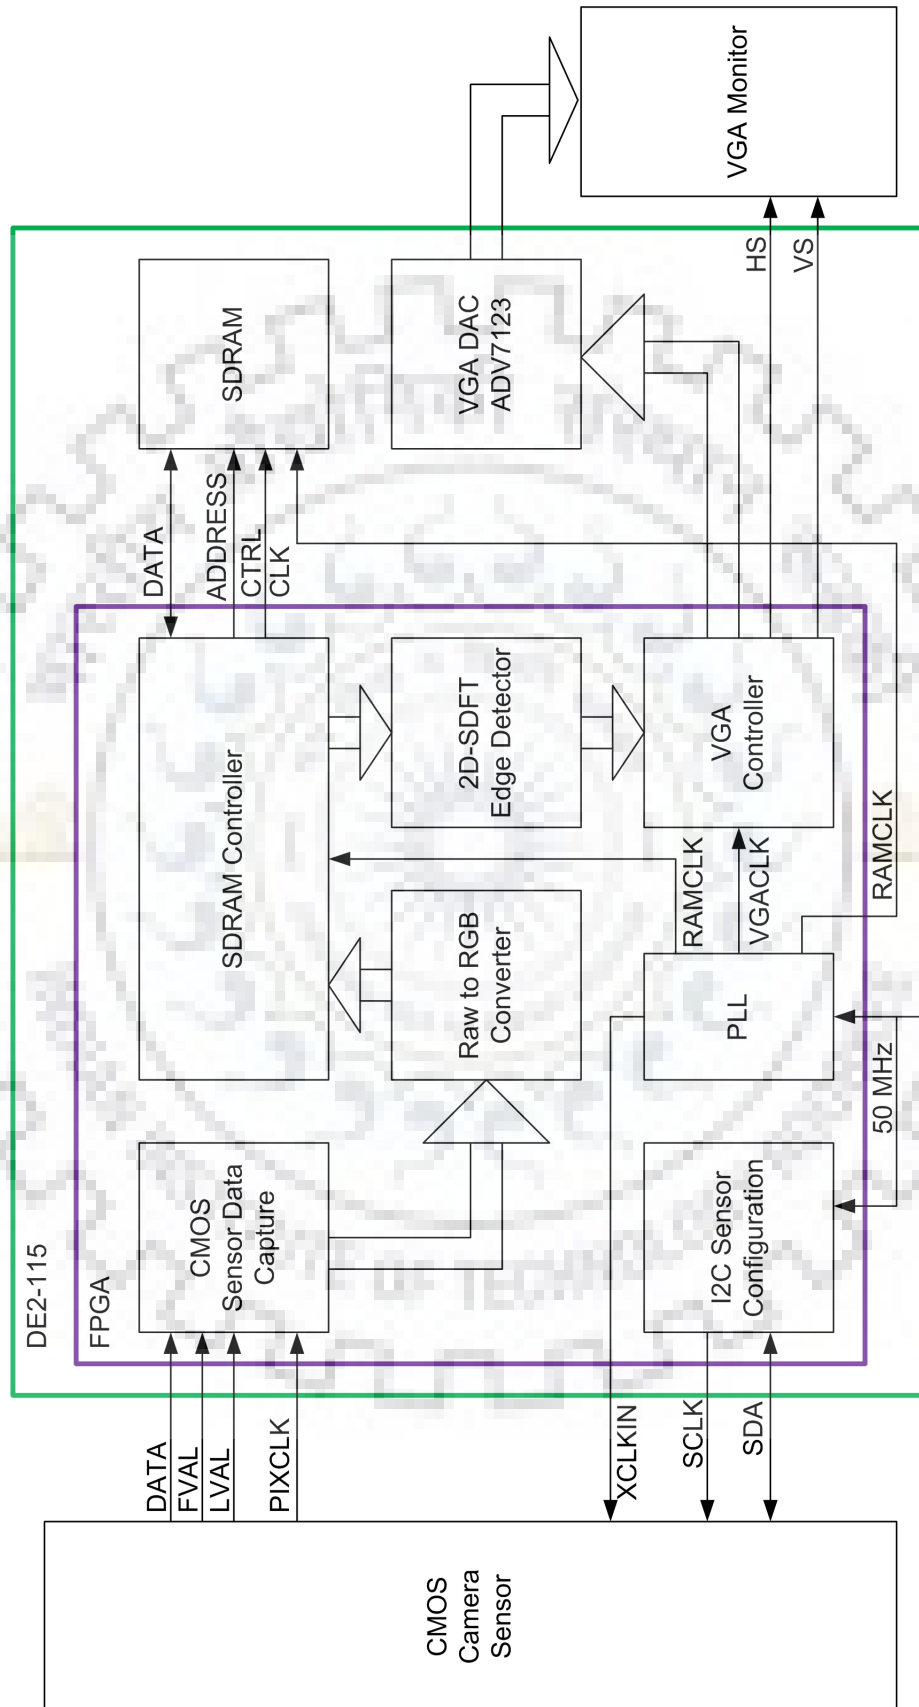 DE2-115
FPGA
CMOS
Camera
Sensor
DATA
FVAL
LVAL
PIXCLK
XCLKIN
SCLK
SDA
CMOS
Sensor Data
Capture
SDRAM Controller
DATA
ADDRESS
CTRL
CLK
SDRAM
Raw to RGB
Converter
2D-SDFT
Edge Detector
VGA DAC
ADV7123
I2C Sensor
Configuration
PLL
RAMCLK
VGACLK
VGA
Controller
HS
VS
VGA Monitor
50 MHz
RAMCLK